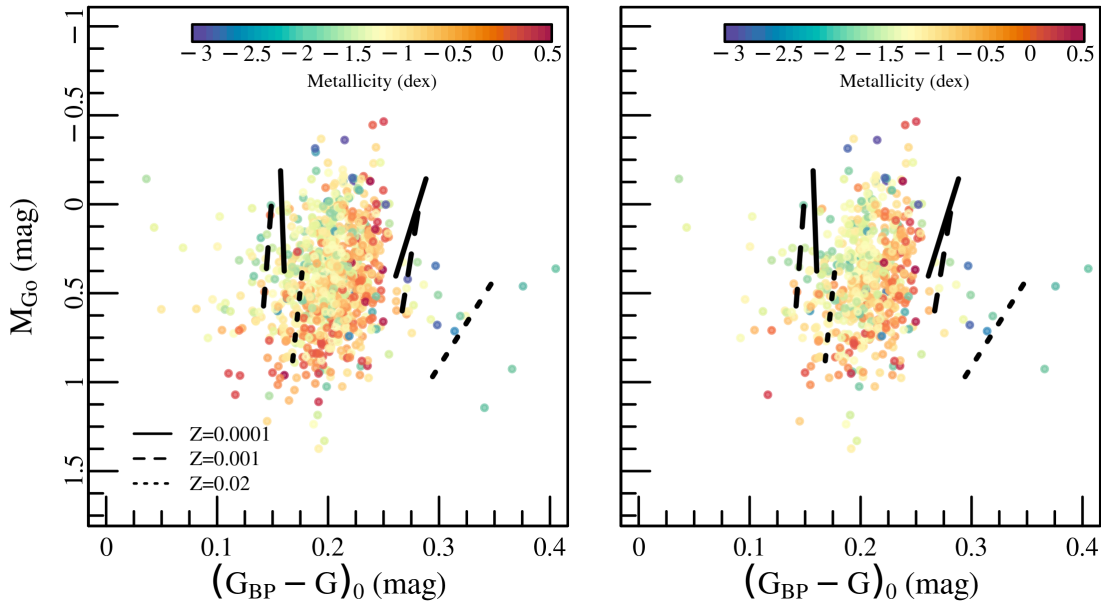 −3 −2.5 −2 −1.5 −1 −0.5 0 0.5
Metallicity (dex)
−3 −2.5 −2 −1.5 −1 −0.5 0 0.5
Metallicity (dex)
−1
−0.5
0
0.5
1
1.5
M_G₀ (mag)
Z=0.0001
Z=0.001
Z=0.02
0 0.1 0.2 0.3 0.4
(G_BP − G)₀ (mag)
0 0.1 0.2 0.3 0.4
(G_BP − G)₀ (mag)